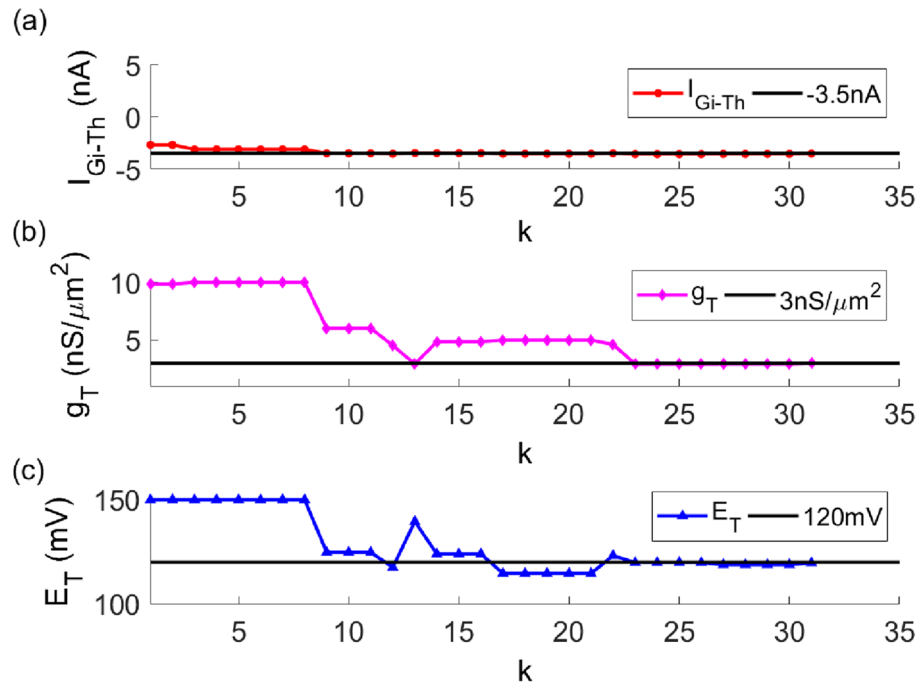 (a)
I_Gi-Th (nA)
5
0
-5
I_Gi-Th
-3.5nA
5 10 15 20 25 30 35
k
(b)
g_T (nS/μm²)
10
5
g_T
3nS/μm²
5 10 15 20 25 30 35
k
(c)
E_T (mV)
150
100
E_T
120mV
5 10 15 20 25 30 35
k